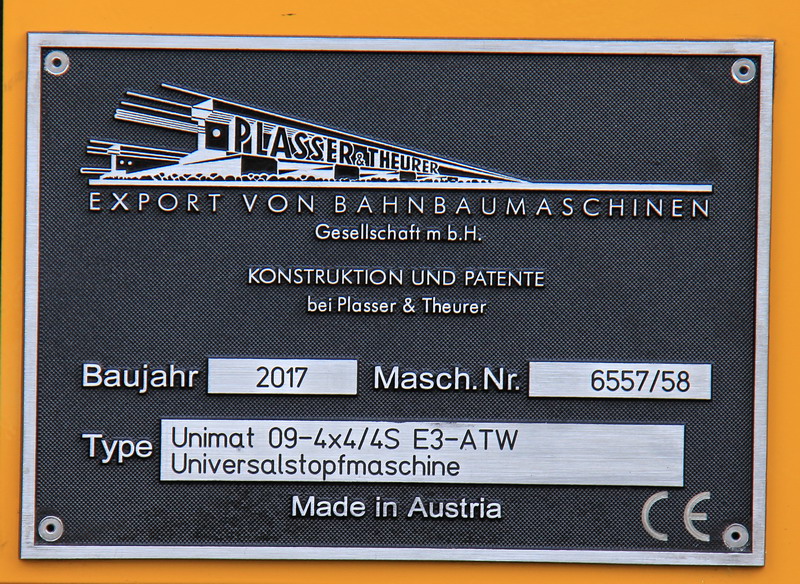 PLASSER & THEURER
EXPORT VON BAHNBAUMASCHINEN
Gesellschaft m b.H.
KONSTRUKTION UND PATENTE
bei Plasser & Theurer
Baujahr 2017 Masch.Nr. 6557/58
Type Unimat 09-4x4/4S E3-ATW
Universalstopfmaschine
Made in Austria CE